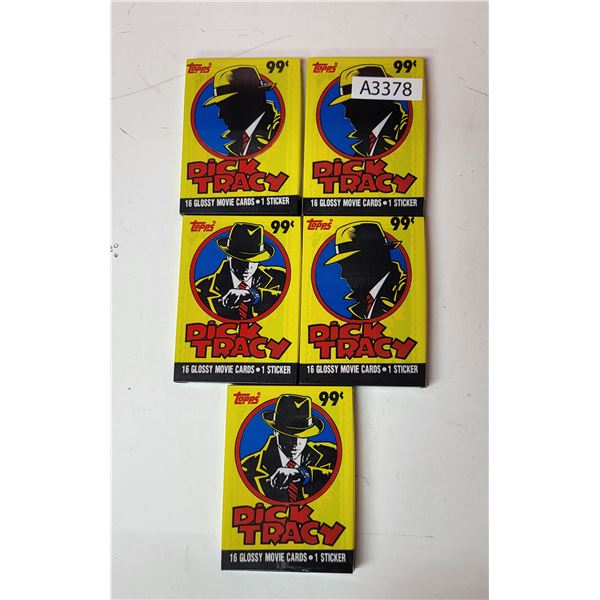 TOPPS® 99¢
DICK
TRACY
16 GLOSSY MOVIE CARDS • 1 STICKER
TOPPS 99¢
A3378
DICK
TRACY
16 GLOSSY MOVIE CARDS • 1 STICKER
TOPPS® 99¢
DICK
TRACY
16 GLOSSY MOVIE CARDS • 1 STICKER
TOPPS® 99¢
DICK
TRACY
16 GLOSSY MOVIE CARDS • 1 STICKER
TOPPS® 99¢
DICK
TRACY
16 GLOSSY MOVIE CARDS • 1 STICKER